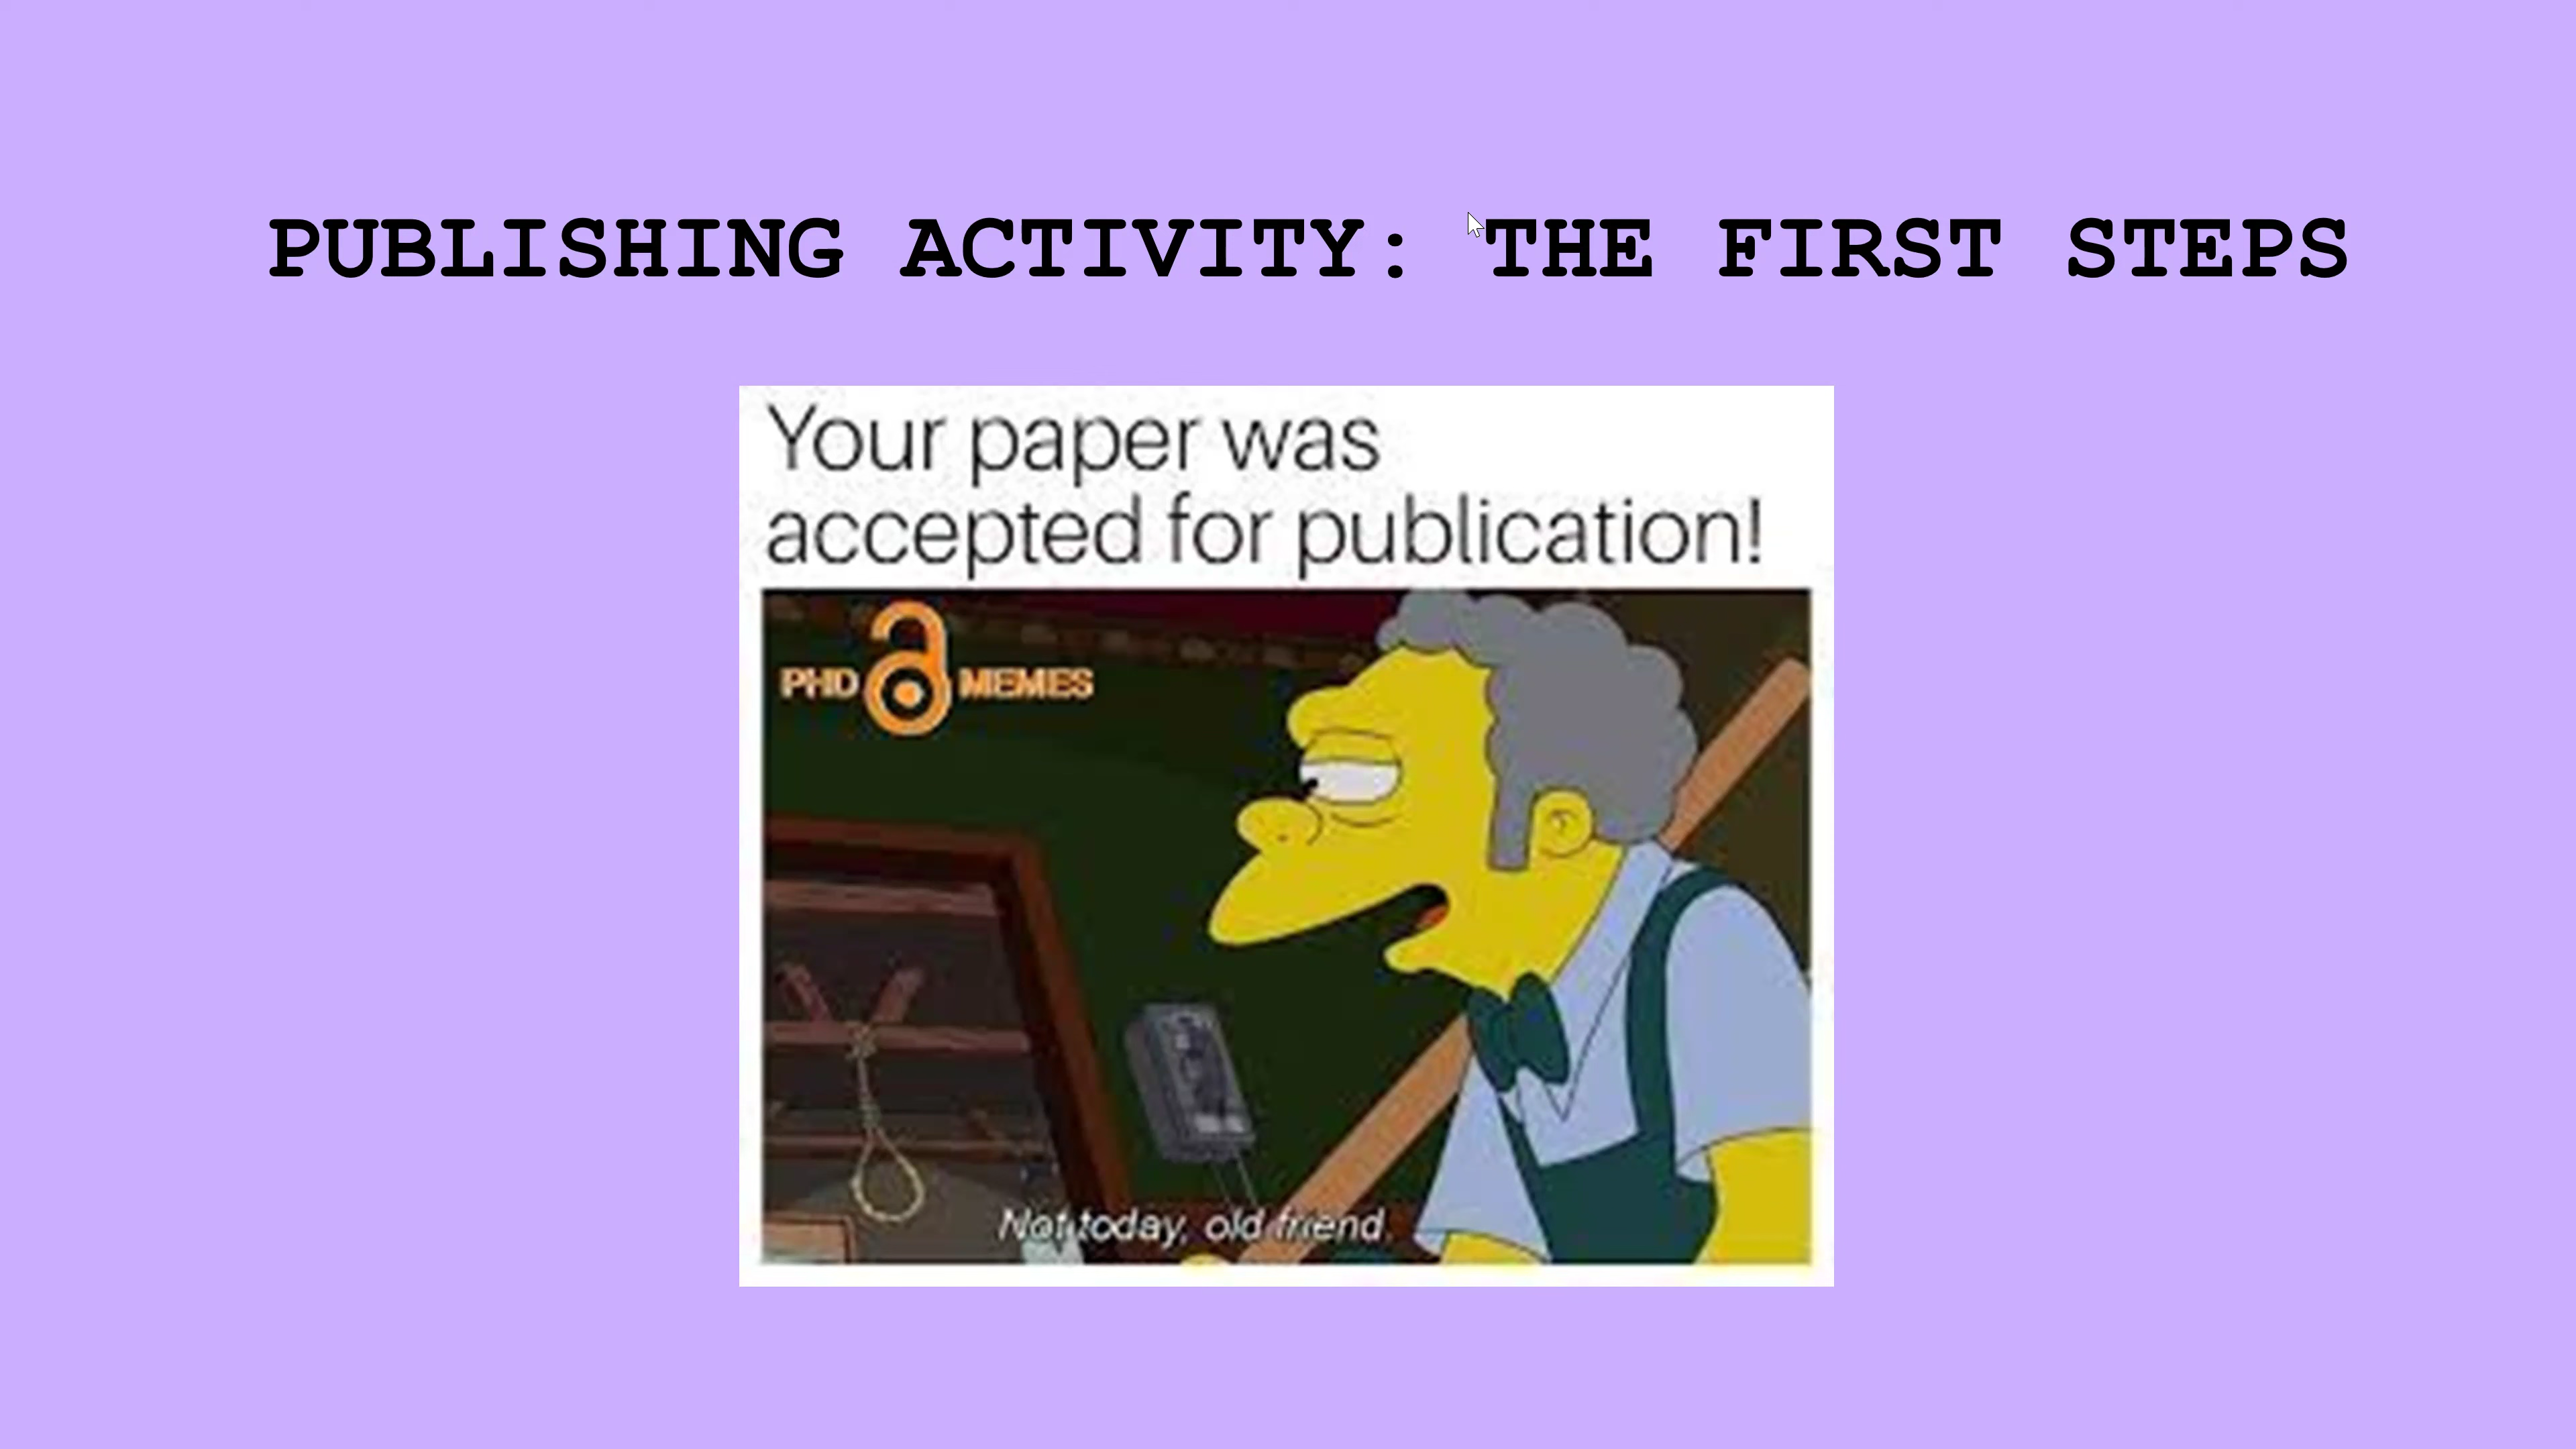 PUBLISHING ACTIVITY: THE FIRST STEPS
Your paper was
accepted for publication!
PHD MEMES
Not today, old friend.